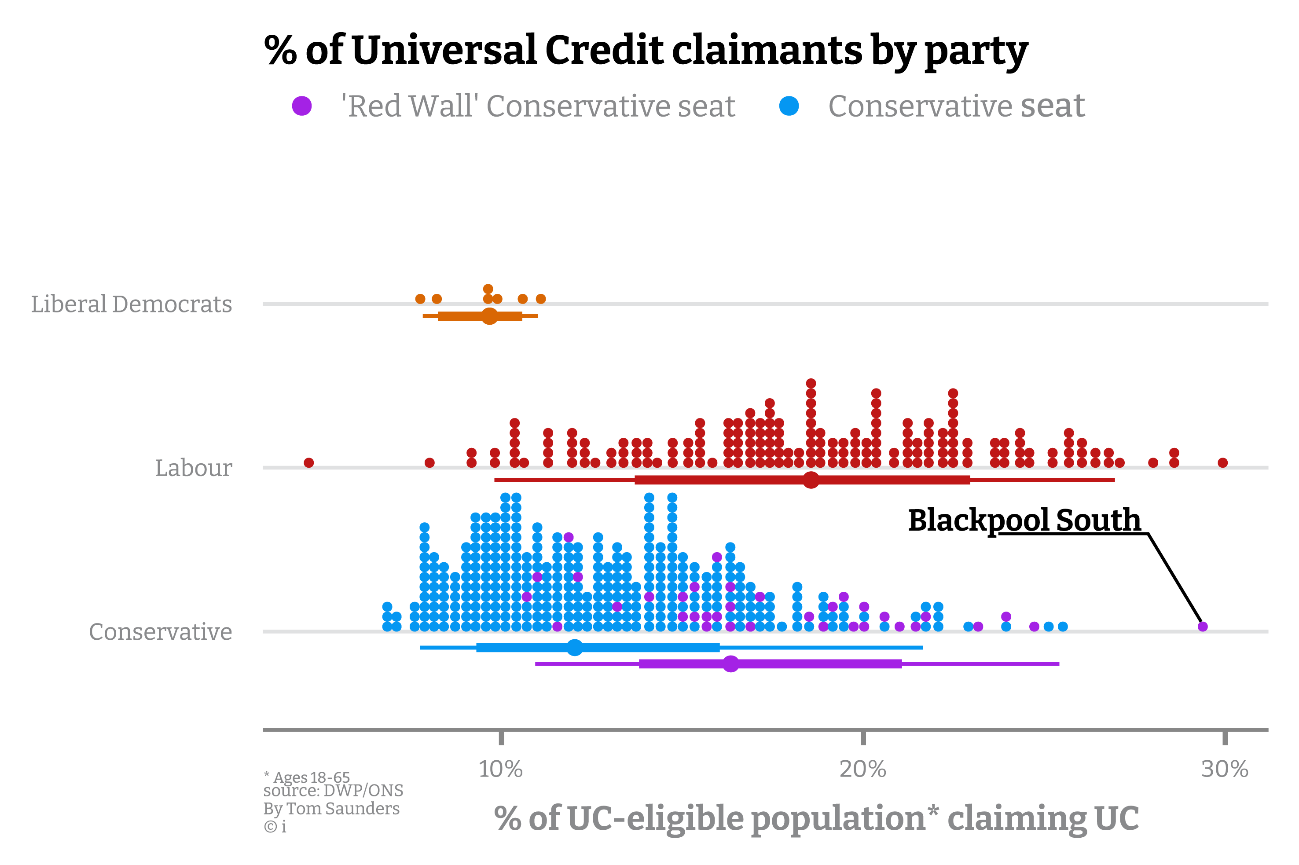 % of Universal Credit claimants by party
'Red Wall' Conservative seat Conservative seat
Liberal Democrats
Labour
Blackpool South
Conservative
10% 20% 30%
* Ages 18-65
source: DWP/ONS
By Tom Saunders
© i
% of UC-eligible population* claiming UC